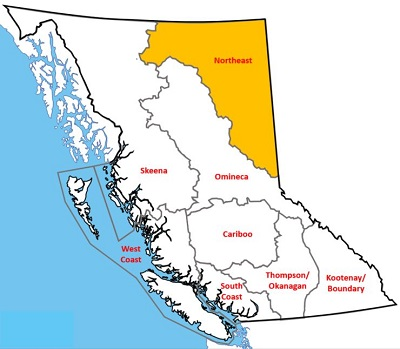 Northeast
Skeena
Omineca
Cariboo
West
Coast
South
Coast
Thompson/
Okanagan
Kootenay/
Boundary